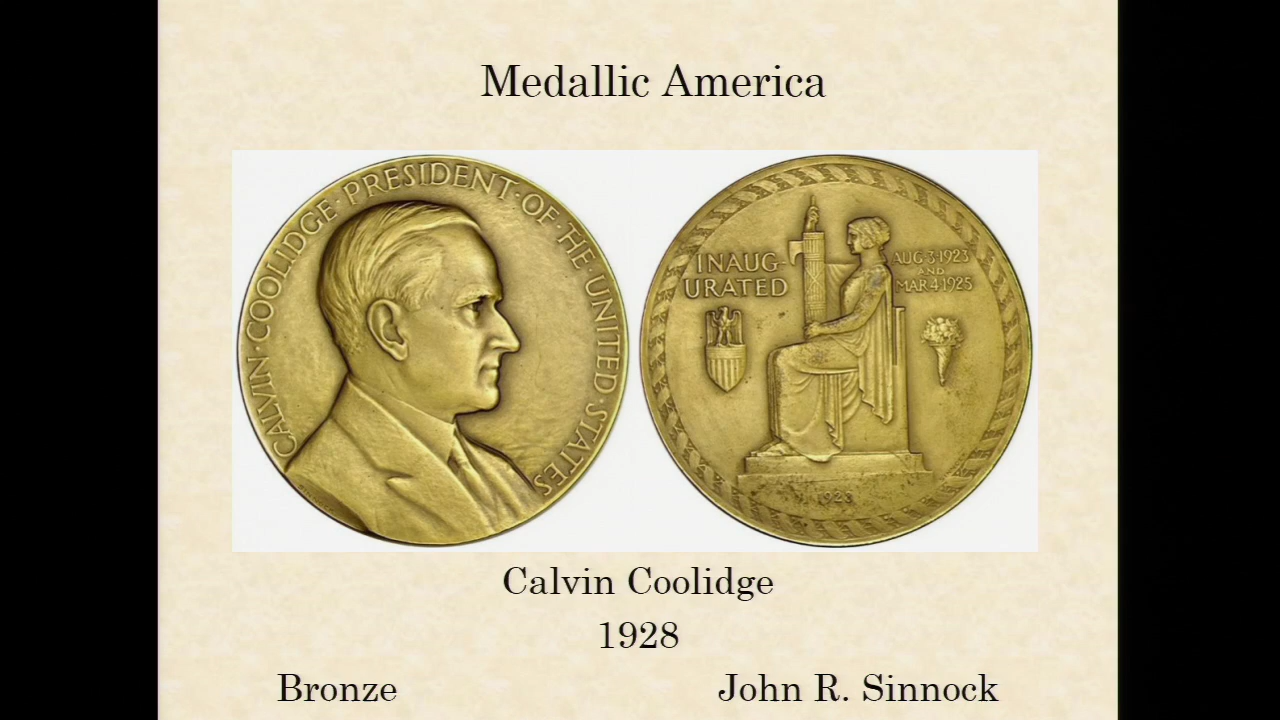 Medallic America
CALVIN·COOLIDGE·PRESIDENT·OF·THE·UNITED·STATES
INAUG-
URATED
AUG·3·1923
AND
MAR·4·1925
1928
Calvin Coolidge
1928
Bronze
John R. Sinnock